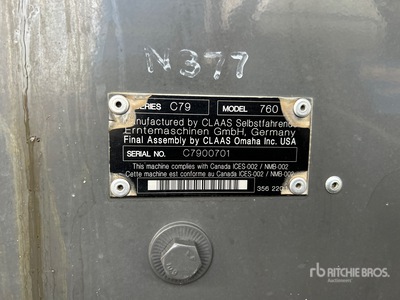 N377
SERIES C79 MODEL 760
Manufactured by CLAAS Selbstfahrende
Erntemaschinen GmbH, Germany
Final Assembly by CLAAS Omaha Inc. USA
SERIAL NO. C7900701
This machine complies with Canada ICES-002 / NMB-002
Cette machine est conforme au Canada ICES-002 / NMB-002
rb RITCHIE BROS.
Auctioneers